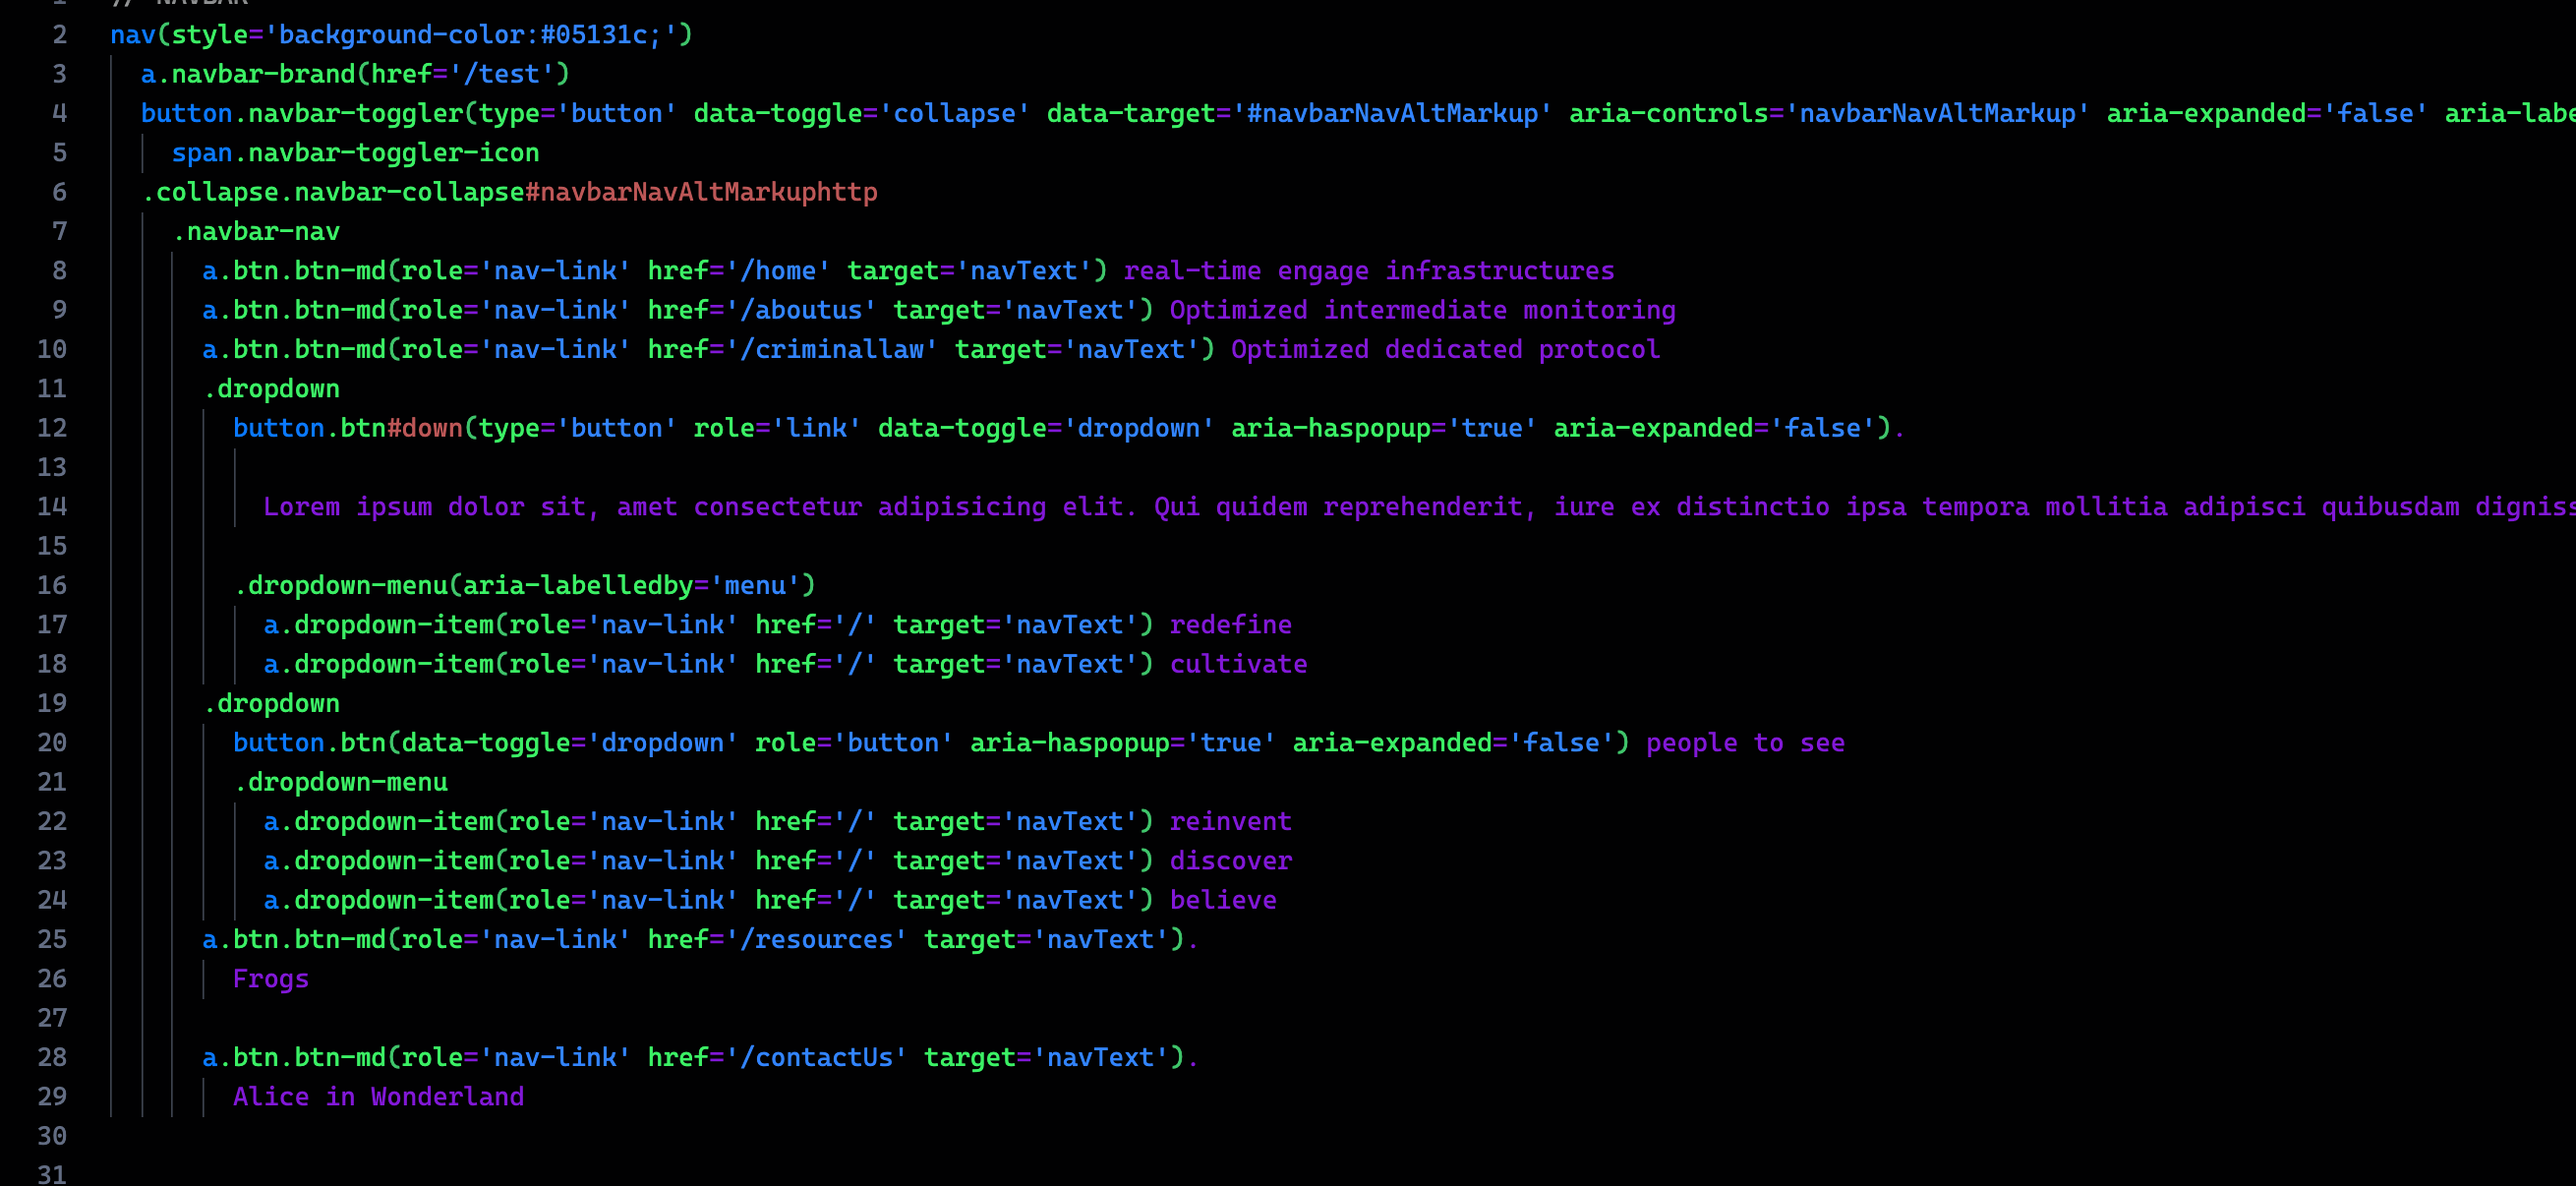 1 // NAVBAR
2 nav(style='background-color:#05131c;')
3 a.navbar-brand(href='/test')
4 button.navbar-toggler(type='button' data-toggle='collapse' data-target='#navbarNavAltMarkup' aria-controls='navbarNavAltMarkup' aria-expanded='false' aria-labe
5 span.navbar-toggler-icon
6 .collapse.navbar-collapse#navbarNavAltMarkuphttp
7 .navbar-nav
8 a.btn.btn-md(role='nav-link' href='/home' target='navText') real-time engage infrastructures
9 a.btn.btn-md(role='nav-link' href='/aboutus' target='navText') Optimized intermediate monitoring
10 a.btn.btn-md(role='nav-link' href='/criminallaw' target='navText') Optimized dedicated protocol
11 .dropdown
12 button.btn#down(type='button' role='link' data-toggle='dropdown' aria-haspopup='true' aria-expanded='false').
13
14 Lorem ipsum dolor sit, amet consectetur adipisicing elit. Qui quidem reprehenderit, iure ex distinctio ipsa tempora mollitia adipisci quibusdam digniss
15
16 .dropdown-menu(aria-labelledby='menu')
17 a.dropdown-item(role='nav-link' href='/' target='navText') redefine
18 a.dropdown-item(role='nav-link' href='/' target='navText') cultivate
19 .dropdown
20 button.btn(data-toggle='dropdown' role='button' aria-haspopup='true' aria-expanded='false') people to see
21 .dropdown-menu
22 a.dropdown-item(role='nav-link' href='/' target='navText') reinvent
23 a.dropdown-item(role='nav-link' href='/' target='navText') discover
24 a.dropdown-item(role='nav-link' href='/' target='navText') believe
25 a.btn.btn-md(role='nav-link' href='/resources' target='navText').
26 Frogs
27
28 a.btn.btn-md(role='nav-link' href='/contactUs' target='navText').
29 Alice in Wonderland
30
31